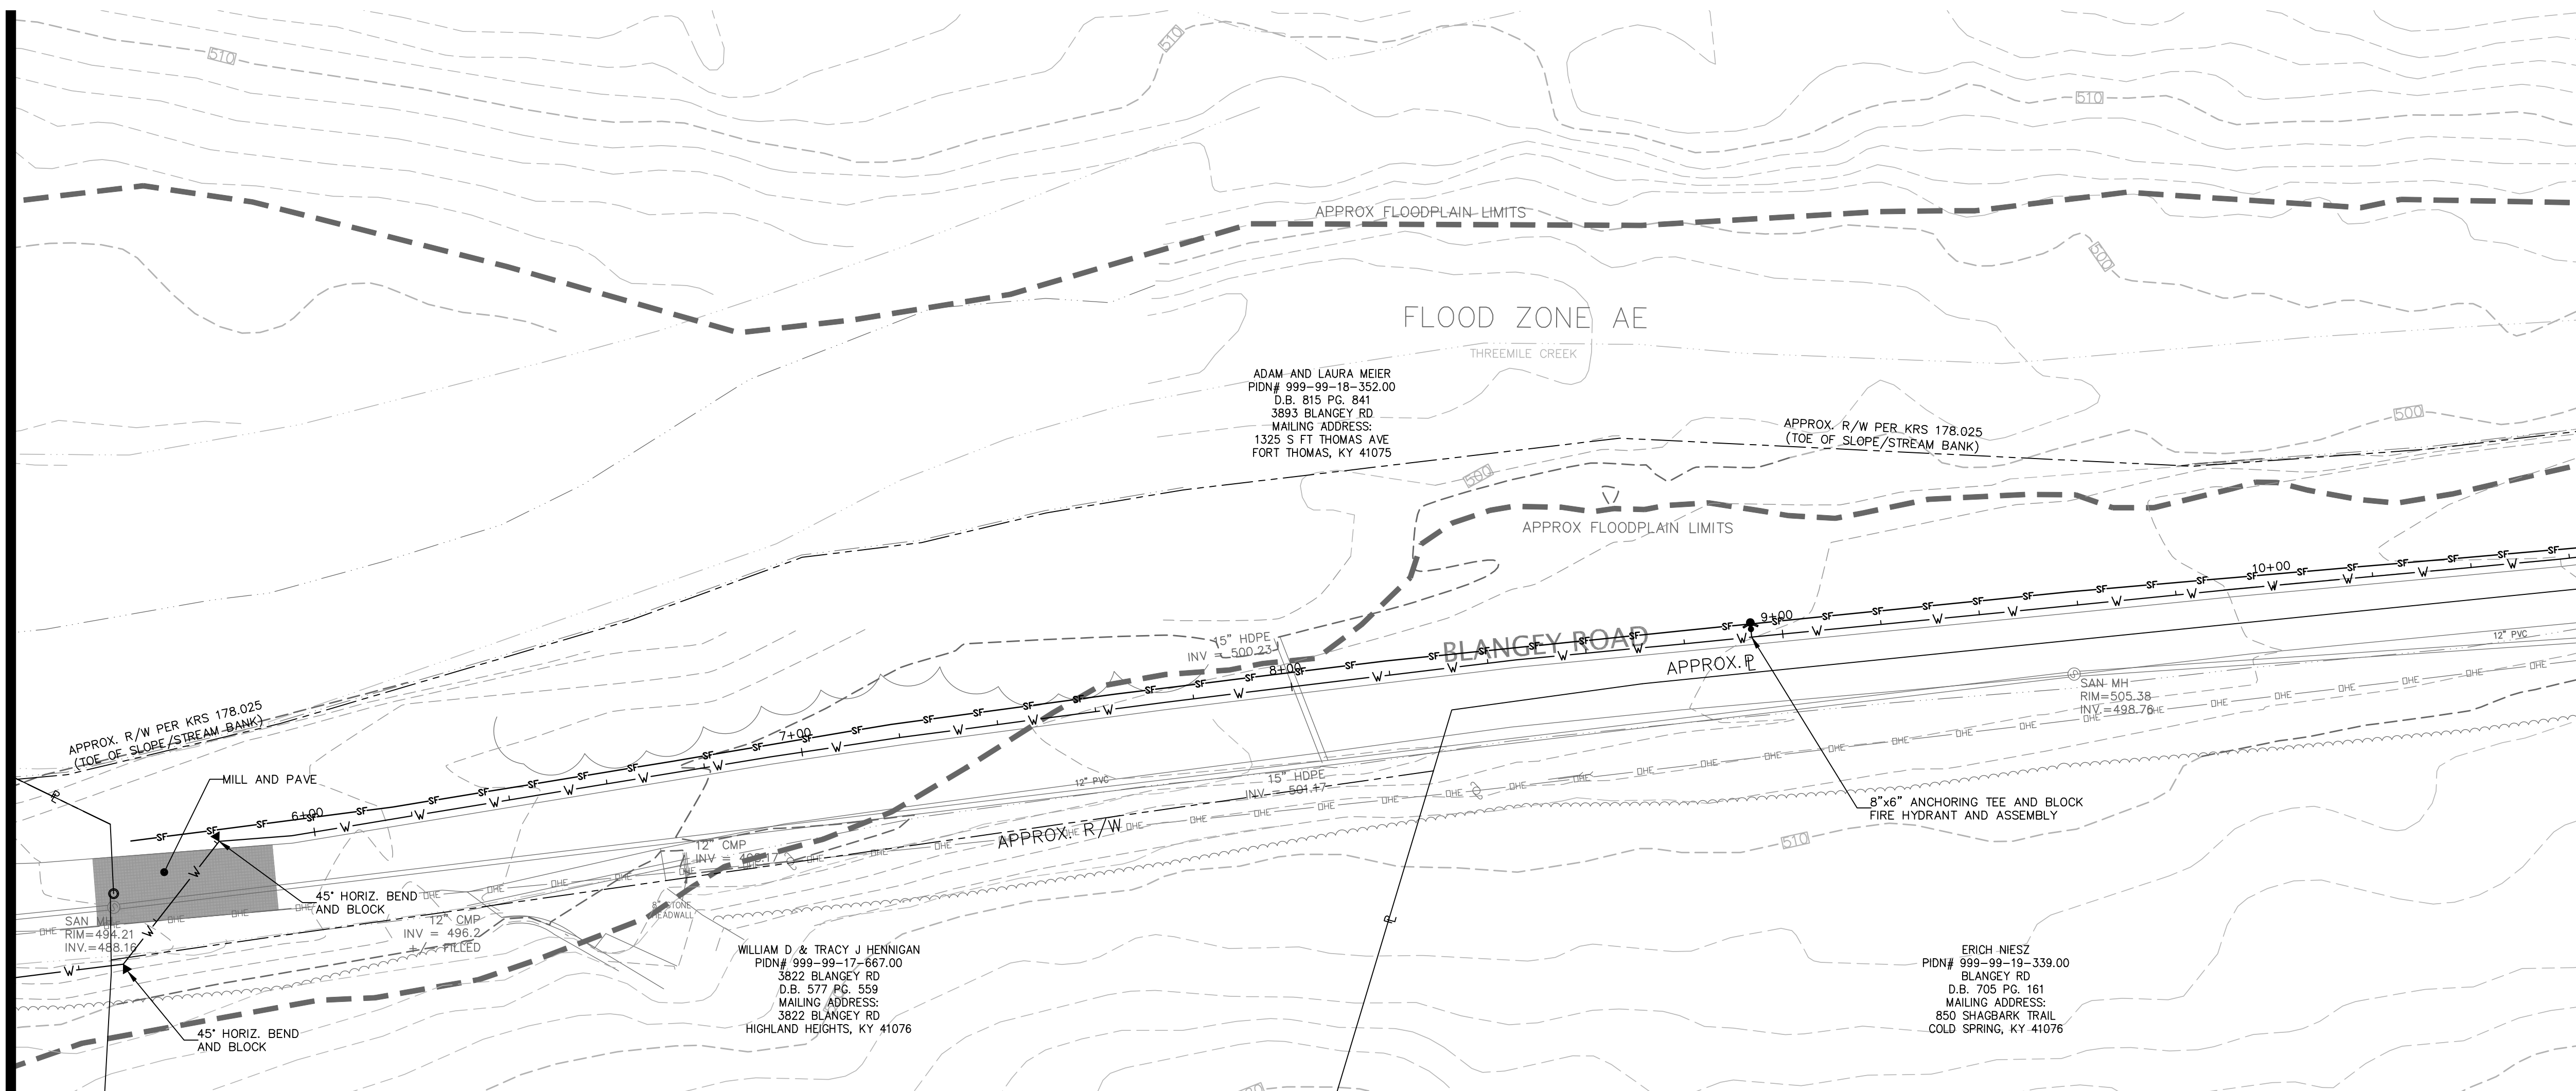 510
510
510
APPROX FLOODPLAIN LIMITS
500
FLOOD ZONE AE
THREEMILE CREEK
ADAM AND LAURA MEIER
PIDN# 999-99-18-352.00
D.B. 815 PG. 841
3893 BLANGEY RD
MAILING ADDRESS:
1325 S FT THOMAS AVE
FORT THOMAS, KY 41075
APPROX. R/W PER KRS 178.025
(TOE OF SLOPE/STREAM BANK)
500
500
APPROX FLOODPLAIN LIMITS
10+00
9+00
BLANGEY ROAD
15" HDPE
INV = 500.23
8+00
APPROX. PL
12" PVC
SAN MH
RIM=505.38
INV.=498.76
APPROX. R/W PER KRS 178.025
(TOE OF SLOPE/STREAM BANK)
7+00
MILL AND PAVE
PL
6+00
12" PVC
15" HDPE
INV = 501.17
8"x6" ANCHORING TEE AND BLOCK
FIRE HYDRANT AND ASSEMBLY
APPROX. R/W
510
12" CMP
45° HORIZ. BEND
AND BLOCK
8" STONE
HEADWALL
SAN MH
RIM=494.21
INV.=488.16
12" CMP
INV = 496.2
+/- FILLED
PL
WILLIAM D & TRACY J HENNIGAN
PIDN# 999-99-17-667.00
3822 BLANGEY RD
D.B. 577 PG. 559
MAILING ADDRESS:
3822 BLANGEY RD
HIGHLAND HEIGHTS, KY 41076
ERICH NIESZ
PIDN# 999-99-19-339.00
BLANGEY RD
D.B. 705 PG. 161
MAILING ADDRESS:
850 SHAGBARK TRAIL
COLD SPRING, KY 41076
45° HORIZ. BEND
AND BLOCK
SF
W
OHE